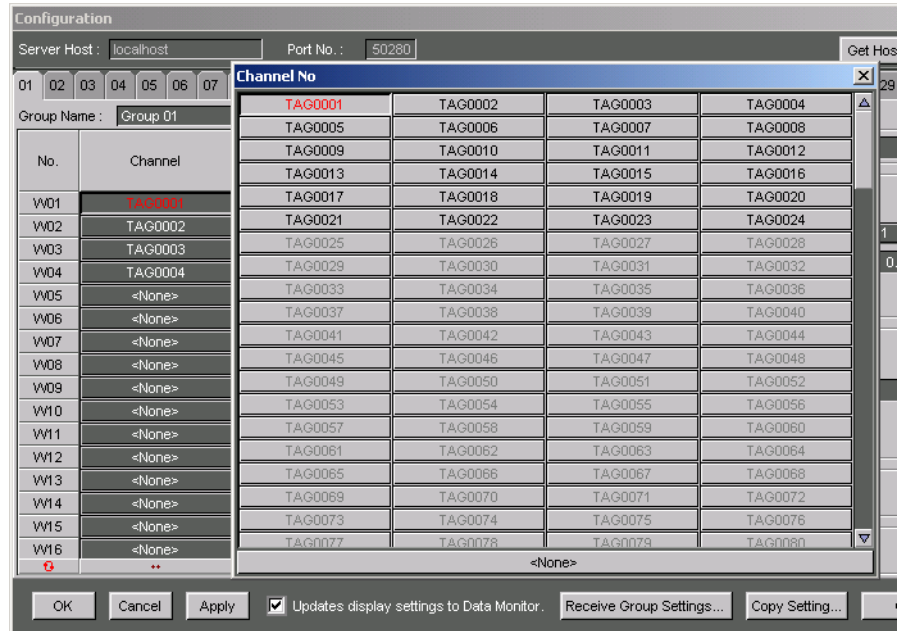 Configuration
Server Host : localhost Port No. : 50280 Get Hos
Channel No
01 02 03 04 05 06 07 29
Group Name : Group 01
No. Channel
TAG0001 TAG0002 TAG0003 TAG0004
TAG0005 TAG0006 TAG0007 TAG0008
TAG0009 TAG0010 TAG0011 TAG0012
TAG0013 TAG0014 TAG0015 TAG0016
W01 TAG0001 TAG0017 TAG0018 TAG0019 TAG0020
W02 TAG0002 TAG0021 TAG0022 TAG0023 TAG0024 1
W03 TAG0003 TAG0025 TAG0026 TAG0027 TAG0028
W04 TAG0004 TAG0029 TAG0030 TAG0031 TAG0032 0.
W05 <None> TAG0033 TAG0034 TAG0035 TAG0036
W06 <None> TAG0037 TAG0038 TAG0039 TAG0040
W07 <None> TAG0041 TAG0042 TAG0043 TAG0044
W08 <None> TAG0045 TAG0046 TAG0047 TAG0048
W09 <None> TAG0049 TAG0050 TAG0051 TAG0052
W10 <None> TAG0053 TAG0054 TAG0055 TAG0056
W11 <None> TAG0057 TAG0058 TAG0059 TAG0060
W12 <None> TAG0061 TAG0062 TAG0063 TAG0064
W13 <None> TAG0065 TAG0066 TAG0067 TAG0068
W14 <None> TAG0069 TAG0070 TAG0071 TAG0072
W15 <None> TAG0073 TAG0074 TAG0075 TAG0076
W16 <None> TAG0077 TAG0078 TAG0079 TAG0080
<None>
OK Cancel Apply Updates display settings to Data Monitor. Receive Group Settings... Copy Setting...